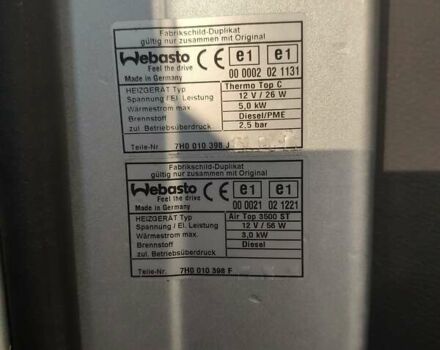 Fabrikschild-Duplikat
gültig nur zusammen mit Original
Webasto CE e1 e1
Feel the drive 00 0002 02 1131
Made in Germany
HEIZGERÄT Typ Thermo Top C
Spannung / El. Leistung 12 V / 26 W
Wärmestrom max. 5,0 kW
Brennstoff Diesel/PME
zul. Betriebsüberdruck 2,5 bar
Teile-Nr 7H0 010 398 J
Fabrikschild-Duplikat
gültig nur zusammen mit Original
Webasto CE e1 e1
Feel the drive 00 0021 02 1221
Made in Germany
HEIZGERÄT Typ Air Top 3500 ST
Spannung / El. Leistung 12 V / 56 W
Wärmestrom max. 3,0 kW
Brennstoff Diesel
zul. Betriebsüberdruck
Teile-Nr. 7H0 010 398 F